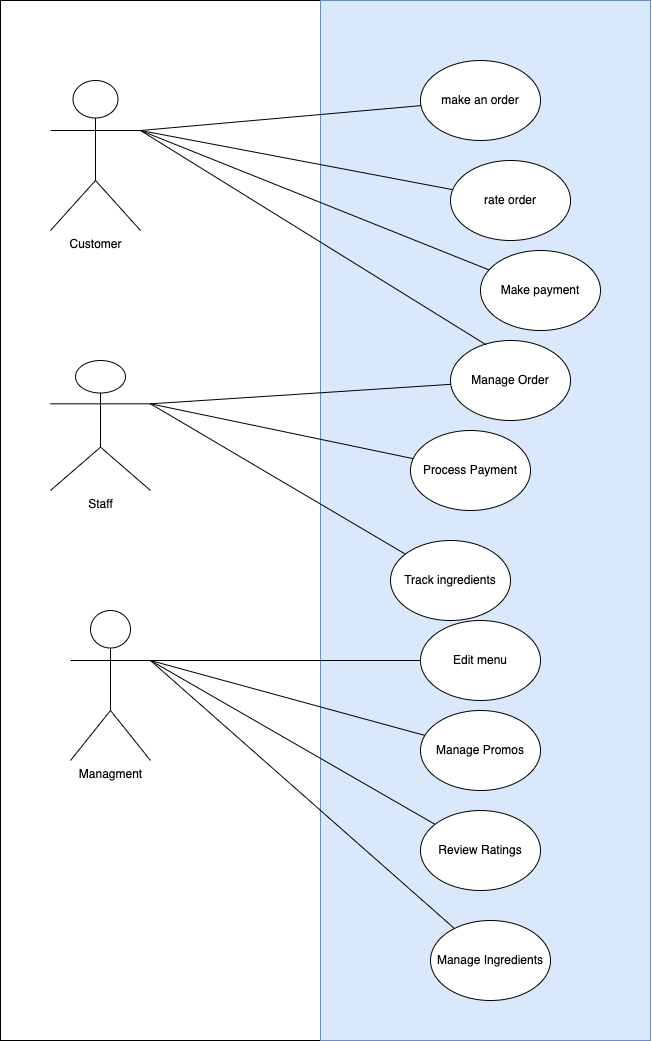 make an order
rate order
Customer
Make payment
Manage Order
Process Payment
Staff
Track ingredients
Edit menu
Manage Promos
Managment
Review Ratings
Manage Ingredients